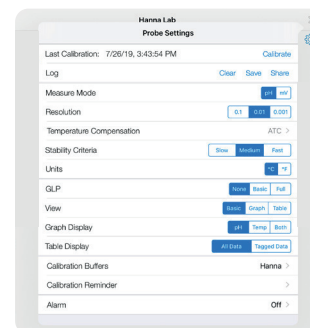 Hanna Lab
Probe Settings
Last Calibration: 7/26/19, 3:43:54 PM Calibrate
Log Clear Save Share
Measure Mode pH mV
Resolution 0.1 0.01 0.001
Temperature Compensation ATC >
Stability Criteria Slow Medium Fast
Units °C °F
GLP None Basic Full
View Basic Graph Table
Graph Display pH Temp Both
Table Display All Data Tagged Data
Calibration Buffers Hanna >
Calibration Reminder >
Alarm Off >